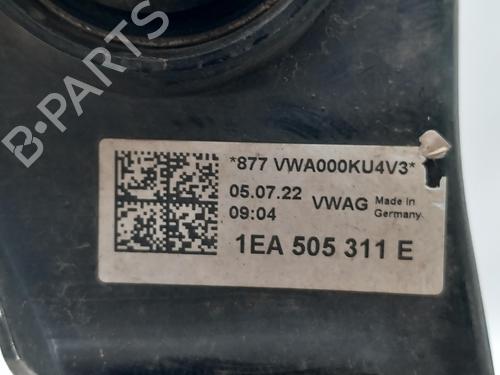 B-PARTS
*877 VWA000KU4V3*
05.07.22
09:04
VWAG
Made in
Germany
1EA 505 311 E